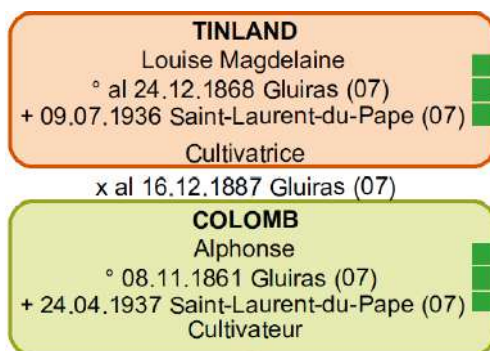 TINLAND
Louise Magdelaine
° al 24.12.1868 Gluiras (07)
+ 09.07.1936 Saint-Laurent-du-Pape (07)
Cultivatrice
x al 16.12.1887 Gluiras (07)
COLOMB
Alphonse
° 08.11.1861 Gluiras (07)
+ 24.04.1937 Saint-Laurent-du-Pape (07)
Cultivateur